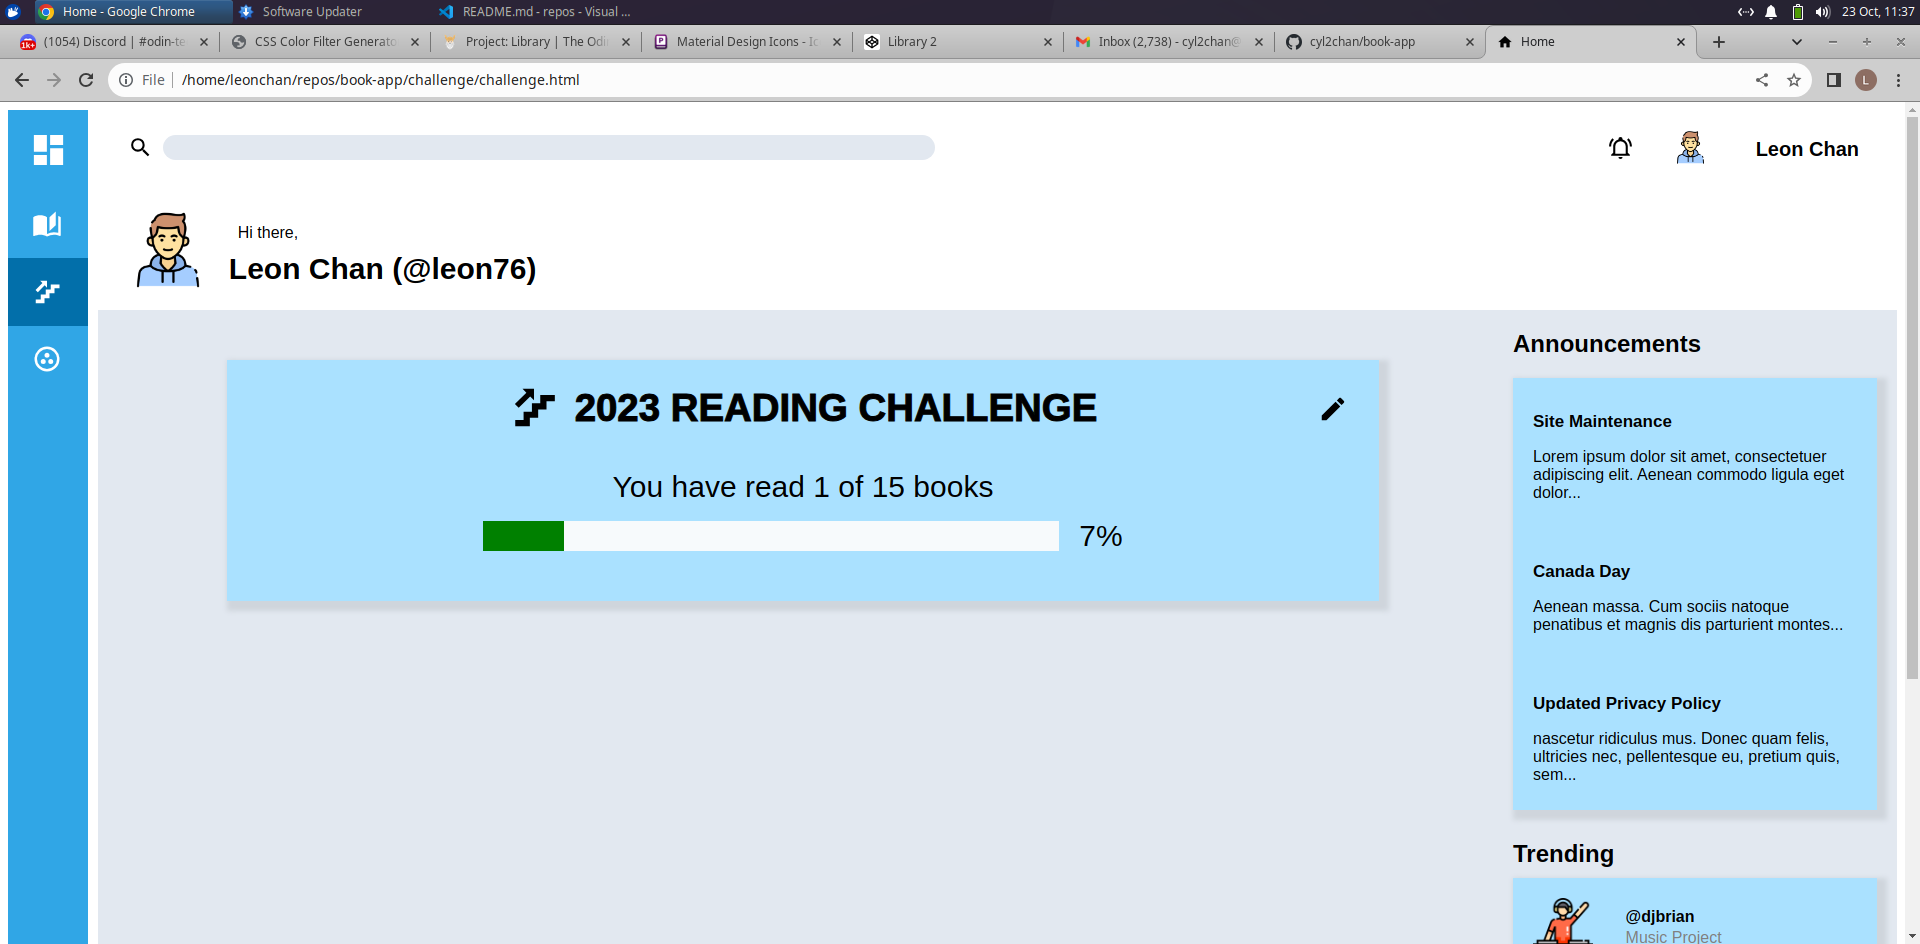 Home - Google Chrome
Software Updater
README.md - repos - Visual ...
23 Oct, 11:37
(1054) Discord | #odin-te
1k+
CSS Color Filter Generato
Project: Library | The Odi
Material Design Icons - Ic
Library 2
Inbox (2,738) - cyl2chan@
cyl2chan/book-app
Home
File
/home/leonchan/repos/book-app/challenge/challenge.html
L
Leon Chan
Hi there,
Leon Chan (@leon76)
2023 READING CHALLENGE
You have read 1 of 15 books
7%
Announcements
Site Maintenance
Lorem ipsum dolor sit amet, consectetuer
adipiscing elit. Aenean commodo ligula eget
dolor...
Canada Day
Aenean massa. Cum sociis natoque
penatibus et magnis dis parturient montes...
Updated Privacy Policy
nascetur ridiculus mus. Donec quam felis,
ultricies nec, pellentesque eu, pretium quis,
sem...
Trending
@djbrian
Music Project